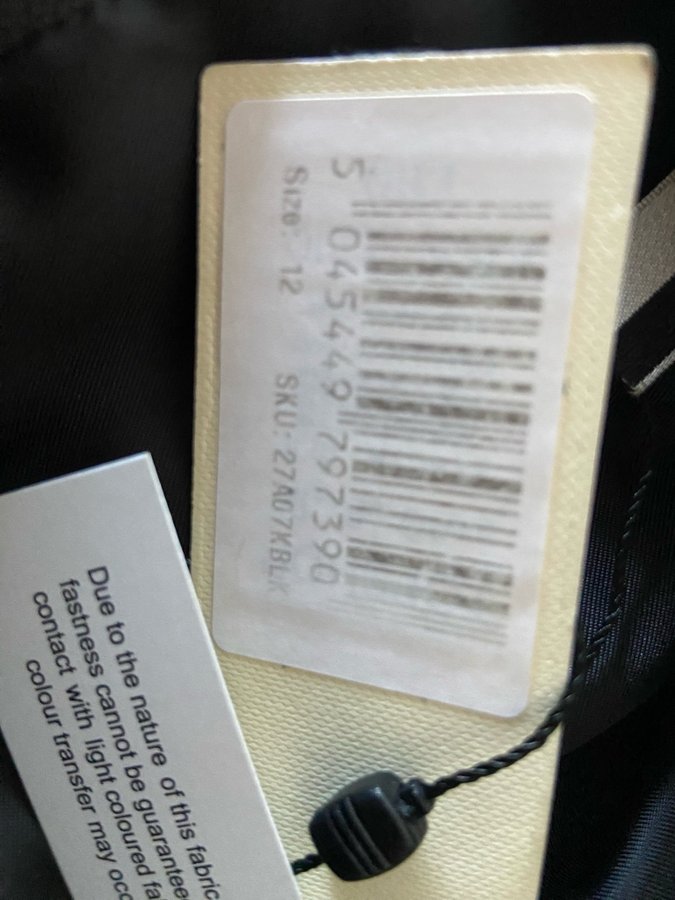 5 045449 797390
Size: 12 SKU:27A07KBLK
Due to the nature of this fabric
fastness cannot be guarantee
contact with light coloured fa
colour transfer may occ